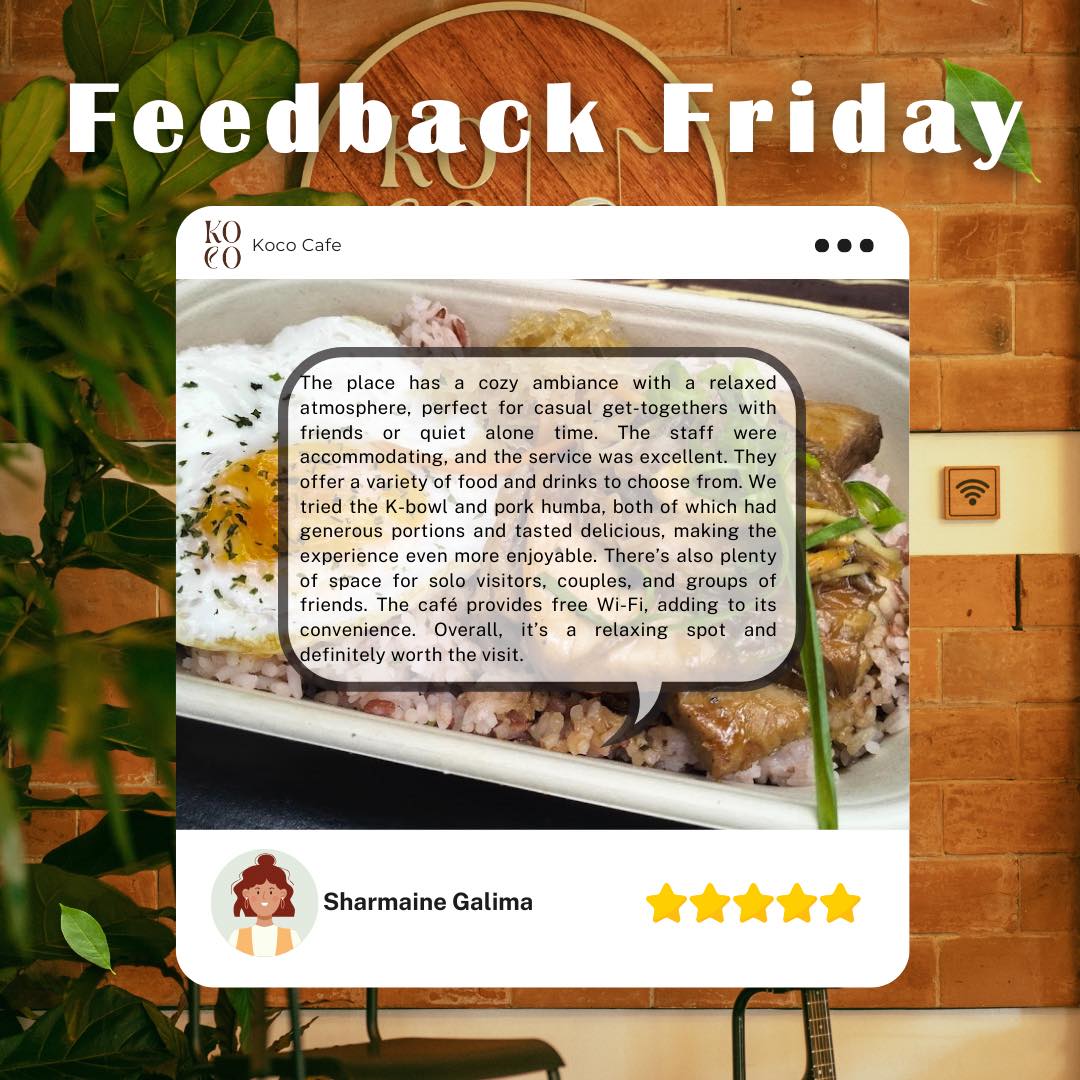 Feedback Friday
KO
KO
CO
Koco Cafe
The place has a cozy ambiance with a relaxed
atmosphere, perfect for casual get-togethers with
friends or quiet alone time. The staff were
accommodating, and the service was excellent. They
offer a variety of food and drinks to choose from. We
tried the K-bowl and pork humba, both of which had
generous portions and tasted delicious, making the
experience even more enjoyable. There’s also plenty
of space for solo visitors, couples, and groups of
friends. The café provides free Wi-Fi, adding to its
convenience. Overall, it’s a relaxing spot and
definitely worth the visit.
Sharmaine Galima